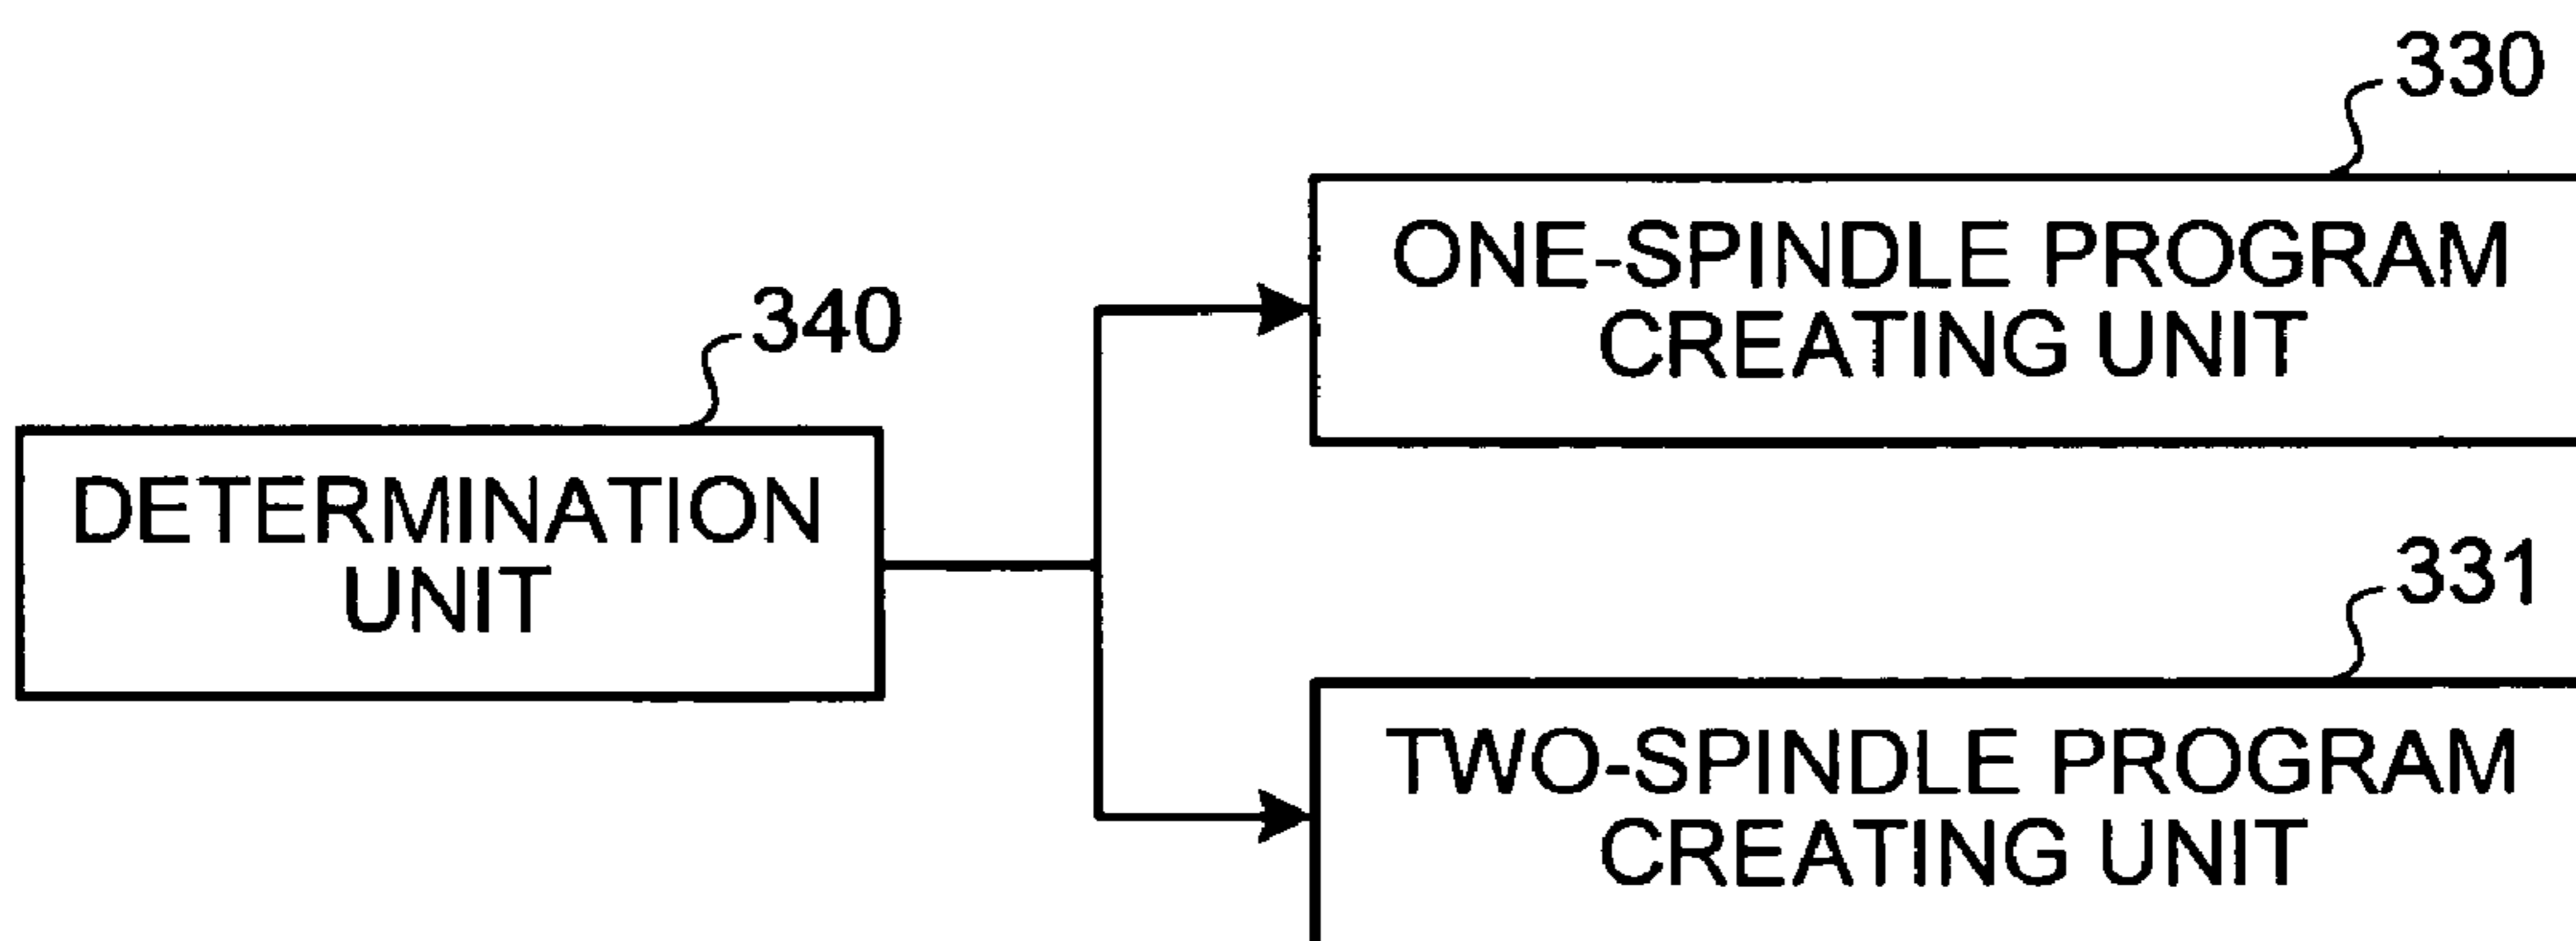 330
ONE-SPINDLE PROGRAM
CREATING UNIT
340
DETERMINATION
UNIT
331
TWO-SPINDLE PROGRAM
CREATING UNIT